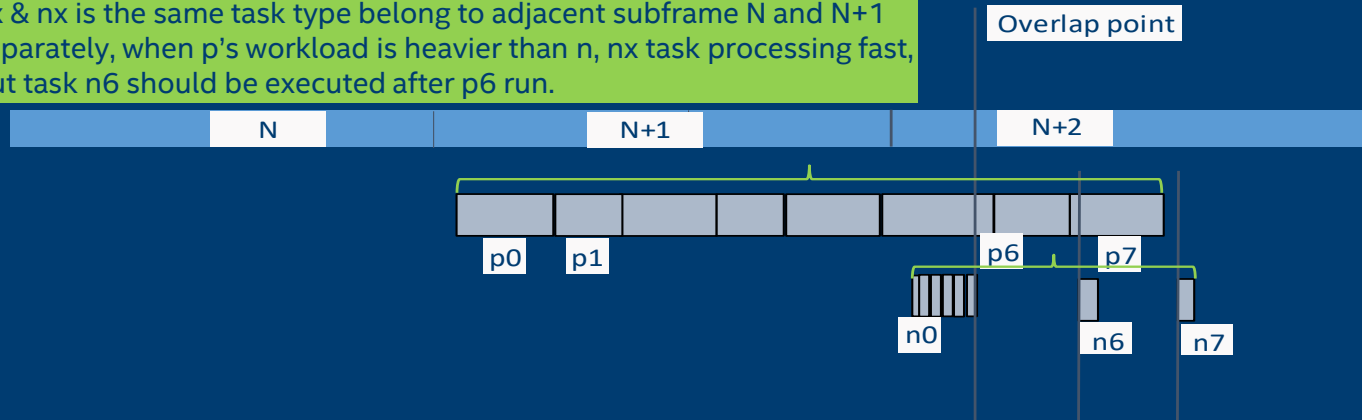 & nx is the same task type belong to adjacent subframe N and N+1
parately, when p's workload is heavier than n, nx task processing fast,
ut task n6 should be executed after p6 run.
Overlap point
N N+1 N+2
p0 p1 p6 p7
n0 n6 n7